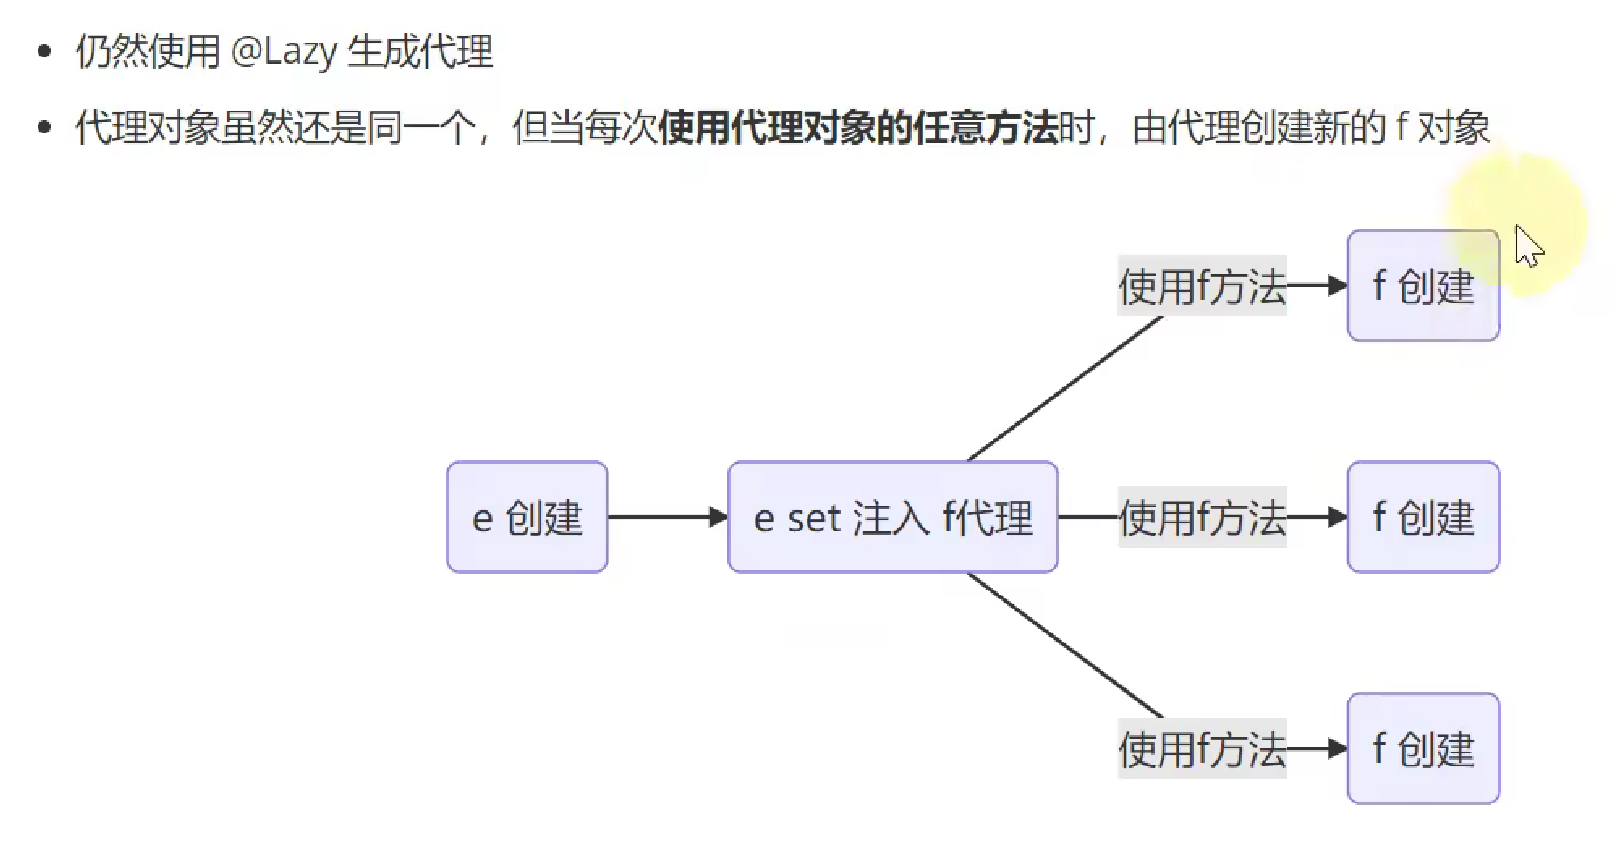 仍然使用 @Lazy 生成代理
代理对象虽然还是同一个，但当每次使用代理对象的任意方法时，由代理创建新的 f 对象
使用f方法
f 创建
e 创建
e set 注入 f代理
使用f方法
f 创建
使用f方法
f 创建